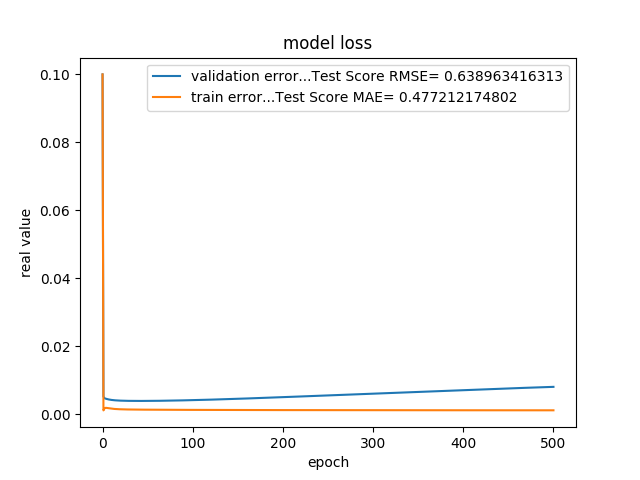 model loss
validation error...Test Score RMSE= 0.638963416313
train error...Test Score MAE= 0.477212174802
0.10
0.08
0.06
0.04
0.02
0.00
real value
0 100 200 300 400 500
epoch